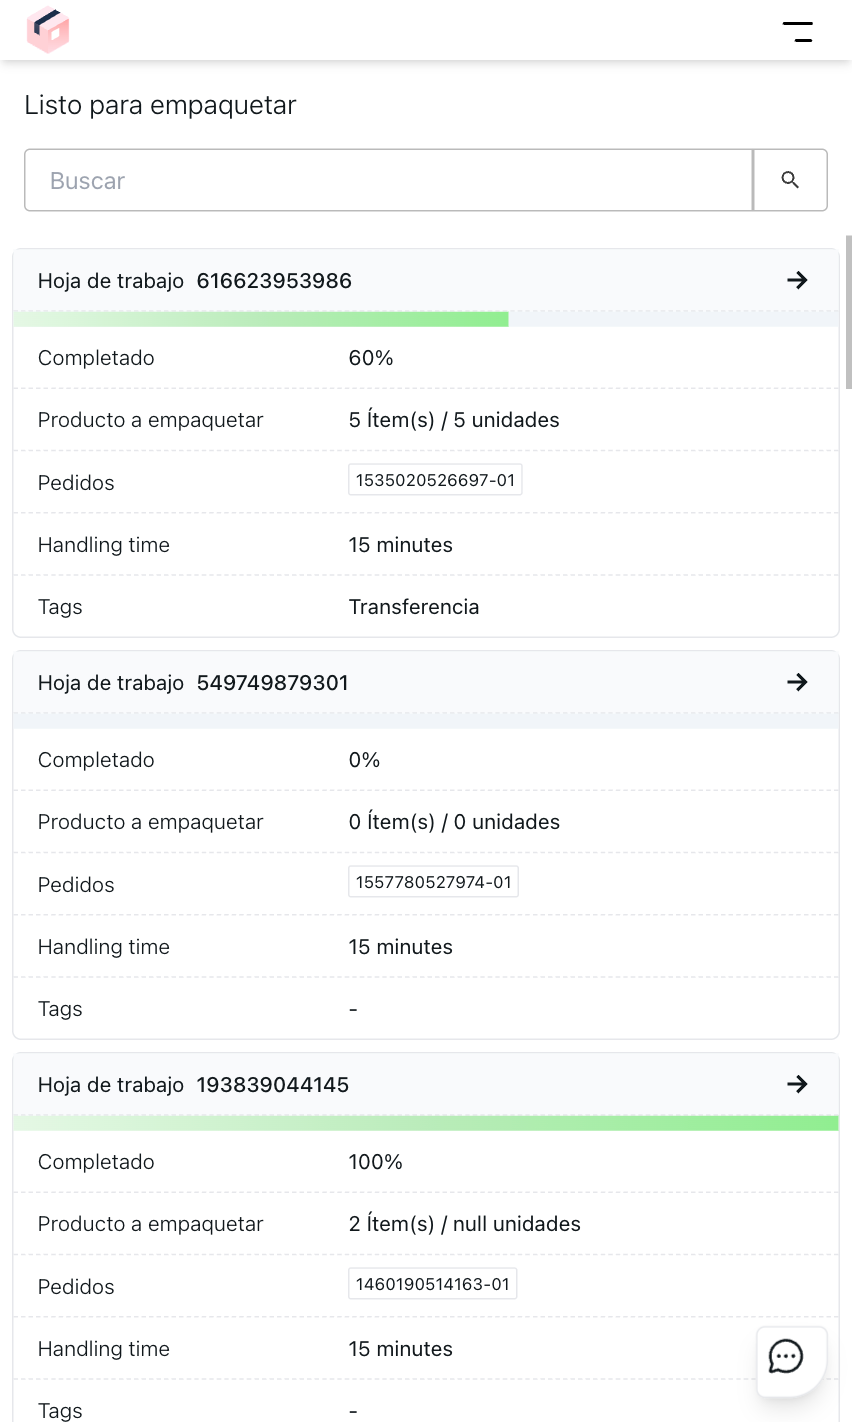 Listo para empaquetar
Buscar
Hoja de trabajo 616623953986
Completado 60%
Producto a empaquetar 5 Ítem(s) / 5 unidades
Pedidos 1535020526697-01
Handling time 15 minutes
Tags Transferencia
Hoja de trabajo 549749879301
Completado 0%
Producto a empaquetar 0 Ítem(s) / 0 unidades
Pedidos 1557780527974-01
Handling time 15 minutes
Tags -
Hoja de trabajo 193839044145
Completado 100%
Producto a empaquetar 2 Ítem(s) / null unidades
Pedidos 1460190514163-01
Handling time 15 minutes
Tags -